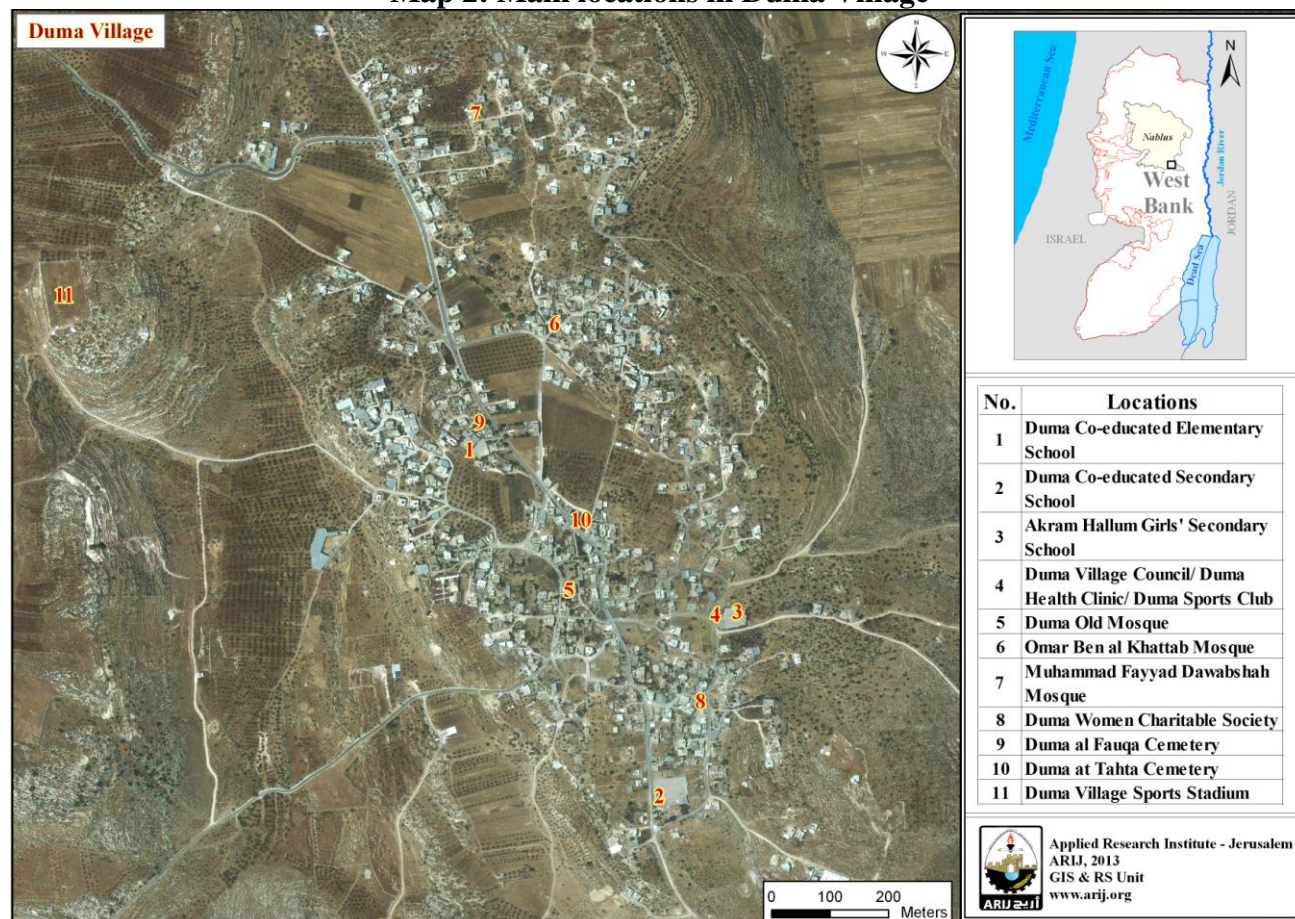 Map 2: Main locations in Duma Village
Duma Village
N
W E
S
7
11
6
9
1
10
5
4 3
8
2
0 100 200
Meters
N
Mediterranean Sea
Nablus
Jordan River
West
Bank
JORDAN
ISRAEL
Dead Sea
No. Locations
1 Duma Co-educated Elementary
School
2 Duma Co-educated Secondary
School
3 Akram Hallum Girls' Secondary
School
4 Duma Village Council/ Duma
Health Clinic/ Duma Sports Club
5 Duma Old Mosque
6 Omar Ben al Khattab Mosque
7 Muhammad Fayyad Dawabshah
Mosque
8 Duma Women Charitable Society
9 Duma al Fauqa Cemetery
10 Duma at Tahta Cemetery
11 Duma Village Sports Stadium
Applied Research Institute - Jerusalem
ARIJ, 2013
GIS & RS Unit
www.arij.org
ARIJ أريج